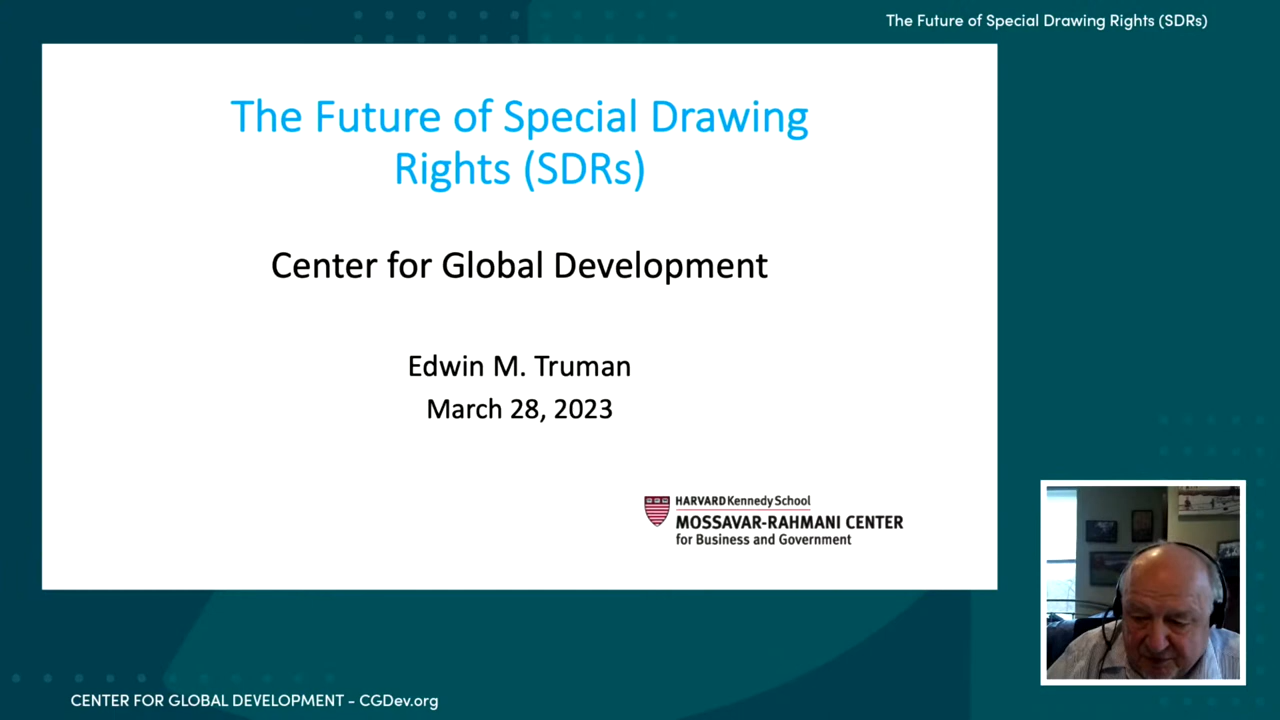 The Future of Special Drawing Rights (SDRs)
The Future of Special Drawing
Rights (SDRs)
Center for Global Development
Edwin M. Truman
March 28, 2023
HARVARD Kennedy School
MOSSAVAR-RAHMANI CENTER
for Business and Government
CENTER FOR GLOBAL DEVELOPMENT - CGDev.org